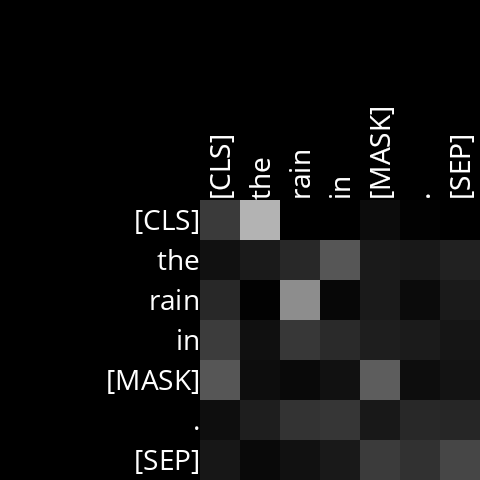 [CLS] the rain in [MASK] . [SEP]
[CLS]
the
rain
in
[MASK]
.
[SEP]